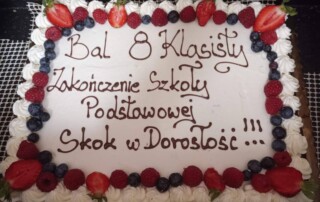 Bal 8 Klasisty
Zakończenie Szkoły
Podstawowej
Skok w Dorosłość!!!